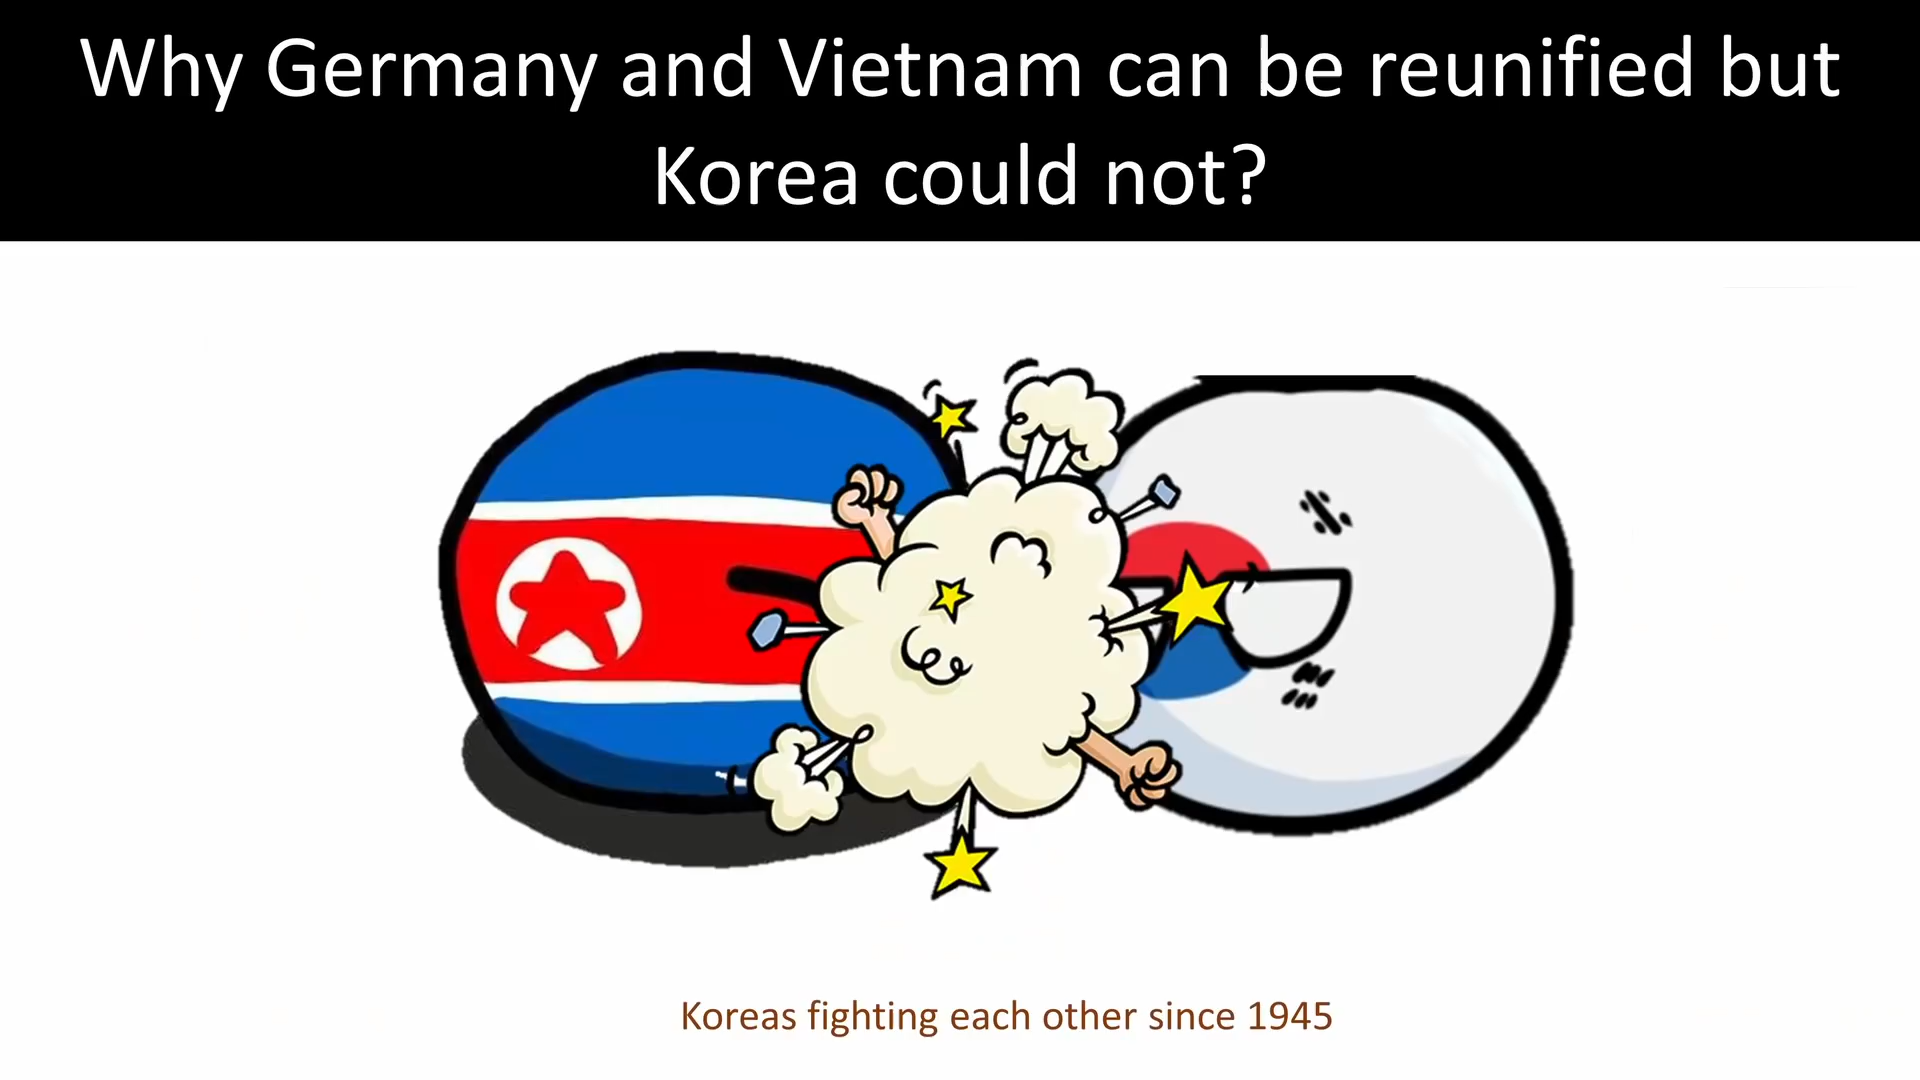 Why Germany and Vietnam can be reunified but
Korea could not?
Koreas fighting each other since 1945